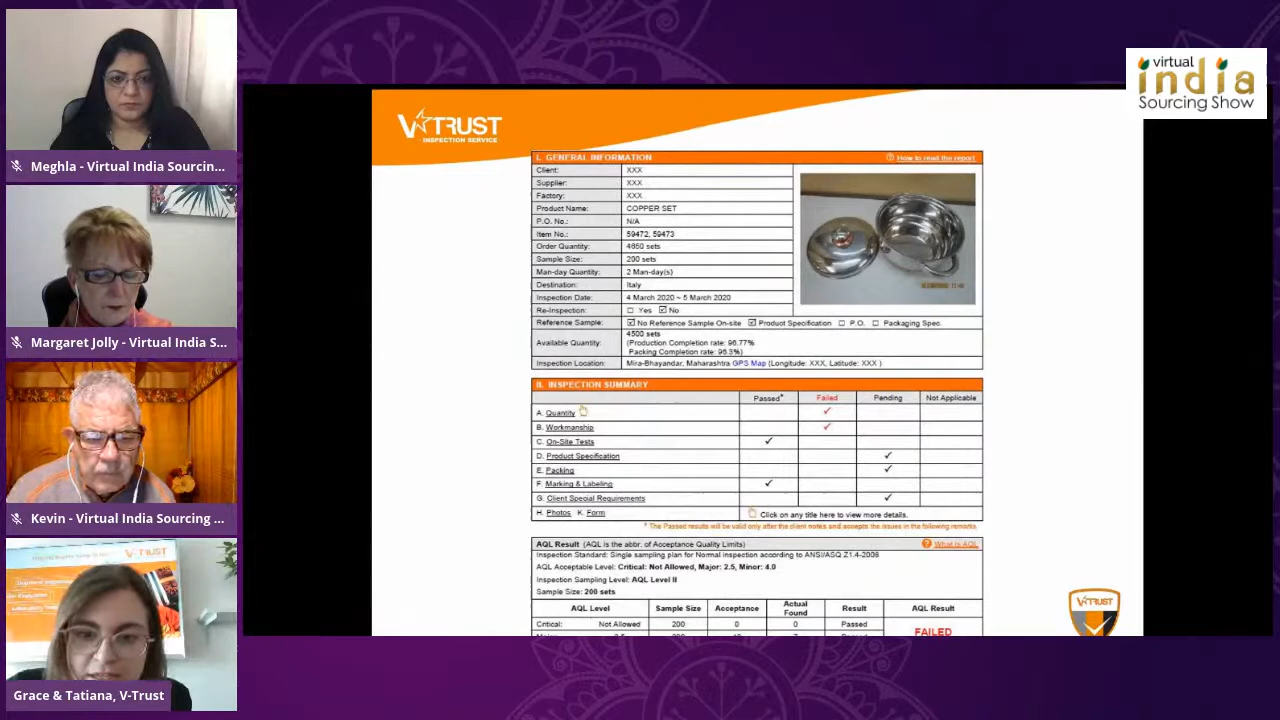 Meghla - Virtual India Sourcin...
Margaret Jolly - Virtual India S...
Kevin - Virtual India Sourcing ...
V-TRUST
Grace & Tatiana, V-Trust
virtual
india
Sourcing Show
V TRUST
INSPECTION SERVICE
I. GENERAL INFORMATION How to read the report
Client: XXX
Supplier: XXX
Factory: XXX
Product Name: COPPER SET
P.O. No.: N/A
Item No.: 59472, 59473
Order Quantity: 4650 sets
Sample Size: 200 sets
Man-day Quantity: 2 Man-day(s)
Destination: Italy
Inspection Date: 4 March 2020 ~ 5 March 2020
Re-Inspection: ☐ Yes ☑ No
Reference Sample: ☑ No Reference Sample On-site ☑ Product Specification ☐ P.O. ☐ Packaging Spec.
Available Quantity: 4500 sets
(Production Completion rate: 96.77%
Packing Completion rate: 96.3%)
Inspection Location: Mira-Bhayandar, Maharashtra GPS Map (Longitude: XXX, Latitude: XXX )
II. INSPECTION SUMMARY
Passed* Failed Pending Not Applicable
A. Quantity ✓
B. Workmanship ✓
C. On-Site Tests ✓
D. Product Specification ✓
E. Packing ✓
F. Marking & Labeling ✓
G. Client Special Requirements ✓
H. Photos K. Form Click on any title here to view more details.
* The Passed results will be valid only after the client notes and accepts the issues in the following remarks.
AQL Result (AQL is the abbr. of Acceptance Quality Limits) What is AQL
Inspection Standard: Single sampling plan for Normal inspection according to ANSI/ASQ Z1.4-2008
AQL Acceptable Level: Critical: Not Allowed, Major: 2.5, Minor: 4.0
Inspection Sampling Level: AQL Level II
Sample Size: 200 sets
AQL Level Sample Size Acceptance Actual Found Result AQL Result
Critical: Not Allowed 200 0 0 Passed
FAILED
V-TRUST